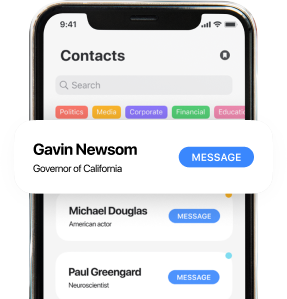 9:41
Contacts
Search
Politics Media Corporate Financial Educatio
Gavin Newsom
Governor of California
MESSAGE
Michael Douglas
American actor
MESSAGE
Paul Greengard
Neuroscientist
MESSAGE